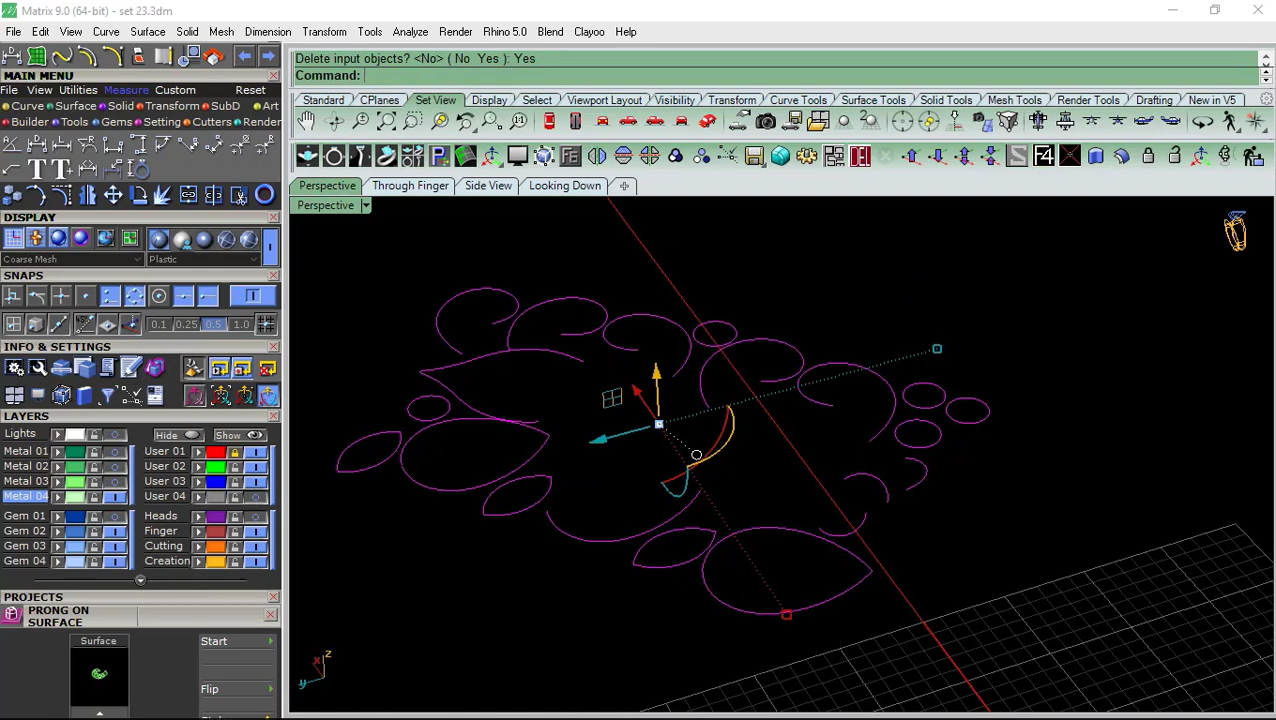 Matrix 9.0 (64-bit) - set 23.3dm
File Edit View Curve Surface Solid Mesh Dimension Transform Tools Analyze Render Rhino 5.0 Blend Clayoo Help
Delete input objects? <No> ( No Yes ): Yes
Command:
MAIN MENU
File View Utilities Measure Custom Reset
Curve Surface Solid Transform SubD Art
Builder Tools Gems Setting Cutters Render
Standard CPlanes Set View Display Select Viewport Layout Visibility Transform Curve Tools Surface Tools Solid Tools Mesh Tools Render Tools Drafting New in V5
Perspective Through Finger Side View Looking Down
Perspective
DISPLAY
Coarse Mesh Plastic
SNAPS
0.1 0.25 0.5 1.0
INFO & SETTINGS
LAYERS
Lights Hide Show
Metal 01 User 01
Metal 02 User 02
Metal 03 User 03
Metal 04 User 04
Gem 01 Heads
Gem 02 Finger
Gem 03 Cutting
Gem 04 Creation
PROJECTS
PRONG ON
SURFACE
Surface Start
Flip
z
x
y